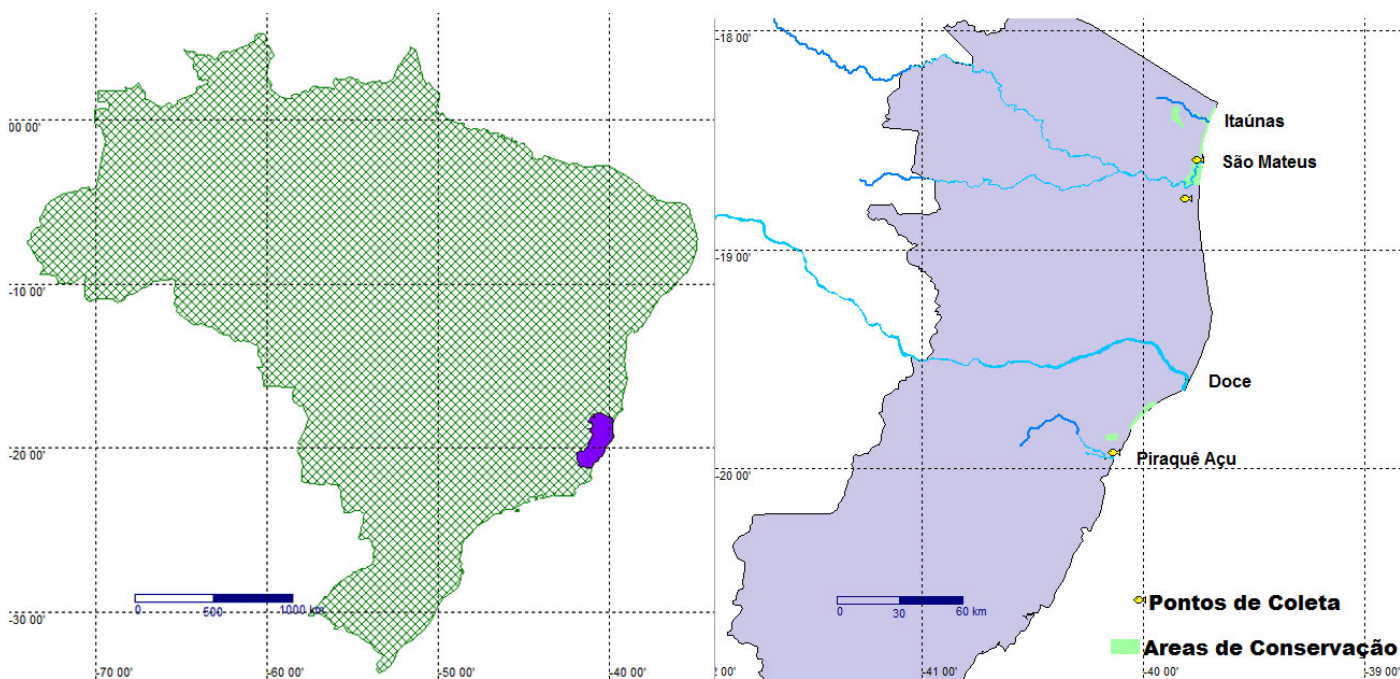 00 00'
-10 00'
-20 00'
-30 00'
-70 00'
-60 00'
-50 00'
-40 00'
0
500
1000 km
-18 00'
-19 00'
-20 00'
2 00'
-41 00'
-40 00'
-39 00'
Itaúnas
São Mateus
Doce
Piraquê Açu
0
30
60 km
Pontos de Coleta
Areas de Conservação